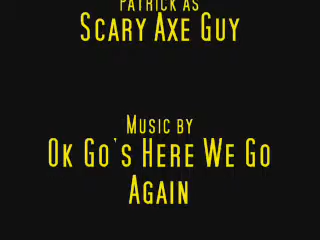 Patrick as
Scary Axe Guy
Music by
Ok Go's Here We Go
Again